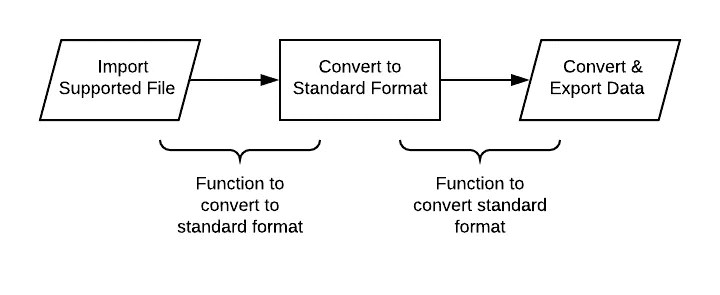 Import
Supported File
Convert to
Standard Format
Convert &
Export Data
Function to
convert to
standard format
Function to
convert standard
format